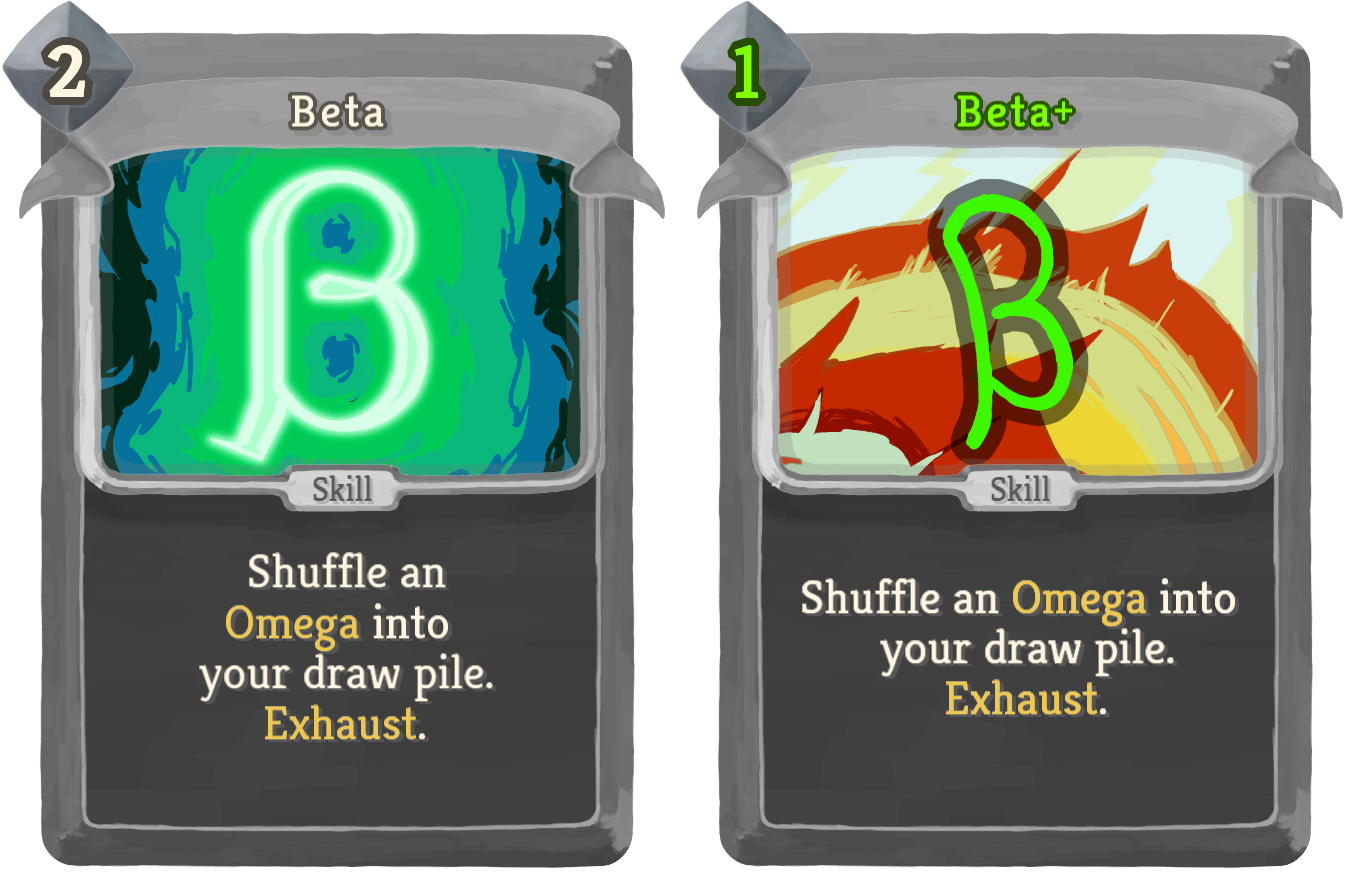 2
Beta
β
Skill
Shuffle an
Omega into
your draw pile.
Exhaust.
1
Beta+
β
Skill
Shuffle an Omega into
your draw pile.
Exhaust.